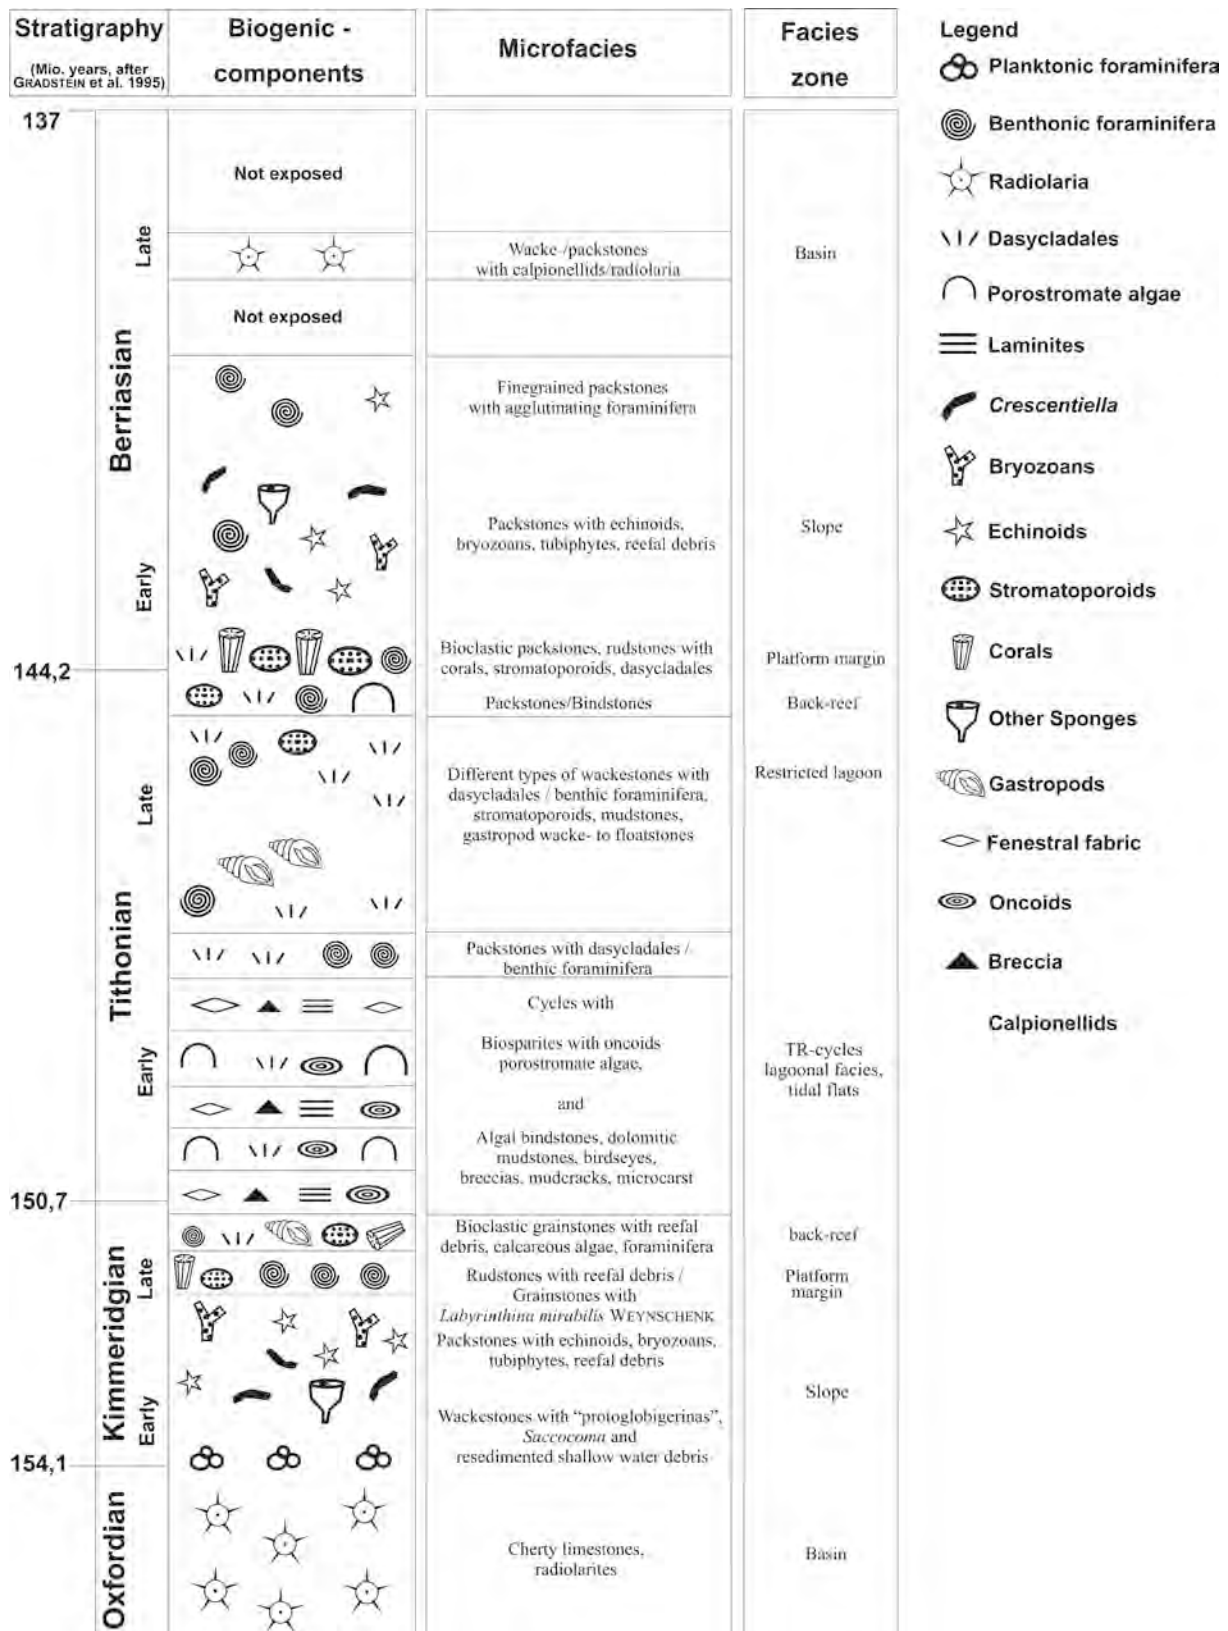 Stratigraphy
(Mio. years, after
GRADSTEIN et al. 1995)
Biogenic -
components
Microfacies
Facies
zone
137
144,2
150,7
154,1
Berriasian
Late
Early
Tithonian
Late
Early
Kimmeridgian
Late
Early
Oxfordian
Not exposed
Not exposed
Wacke-/packstones
with calpionellids/radiolaria
Finegrained packstones
with agglutinating foraminifera
Packstones with echinoids,
bryozoans, tubiphytes, reefal debris
Bioclastic packstones, rudstones with
corals, stromatoporoids, dasycladales
Packstones/Bindstones
Different types of wackestones with
dasycladales / benthic foraminifera,
stromatoporoids, mudstones,
gastropod wacke- to floatstones
Packstones with dasycladales /
benthic foraminifera
Cycles with
Biosparites with oncoids
porostromate algae,
and
Algal bindstones, dolomitic
mudstones, birdseyes,
breccias, mudcracks, microcarst
Bioclastic grainstones with reefal
debris, calcareous algae, foraminifera
Rudstones with reefal debris /
Grainstones with
Labyrinthina mirabilis WEYNSCHENK
Packstones with echinoids, bryozoans,
tubiphytes, reefal debris
Wackestones with “protoglobigerinas”,
Saccocoma and
resedimented shallow water debris
Cherty limestones,
radiolarites
Basin
Slope
Platform margin
Back-reef
Restricted lagoon
TR-cycles
lagoonal facies,
tidal flats
back-reef
Platform
margin
Slope
Basin
Legend
Planktonic foraminifera
Benthonic foraminifera
Radiolaria
Dasycladales
Porostromate algae
Laminites
Crescentiella
Bryozoans
Echinoids
Stromatoporoids
Corals
Other Sponges
Gastropods
Fenestral fabric
Oncoids
Breccia
Calpionellids